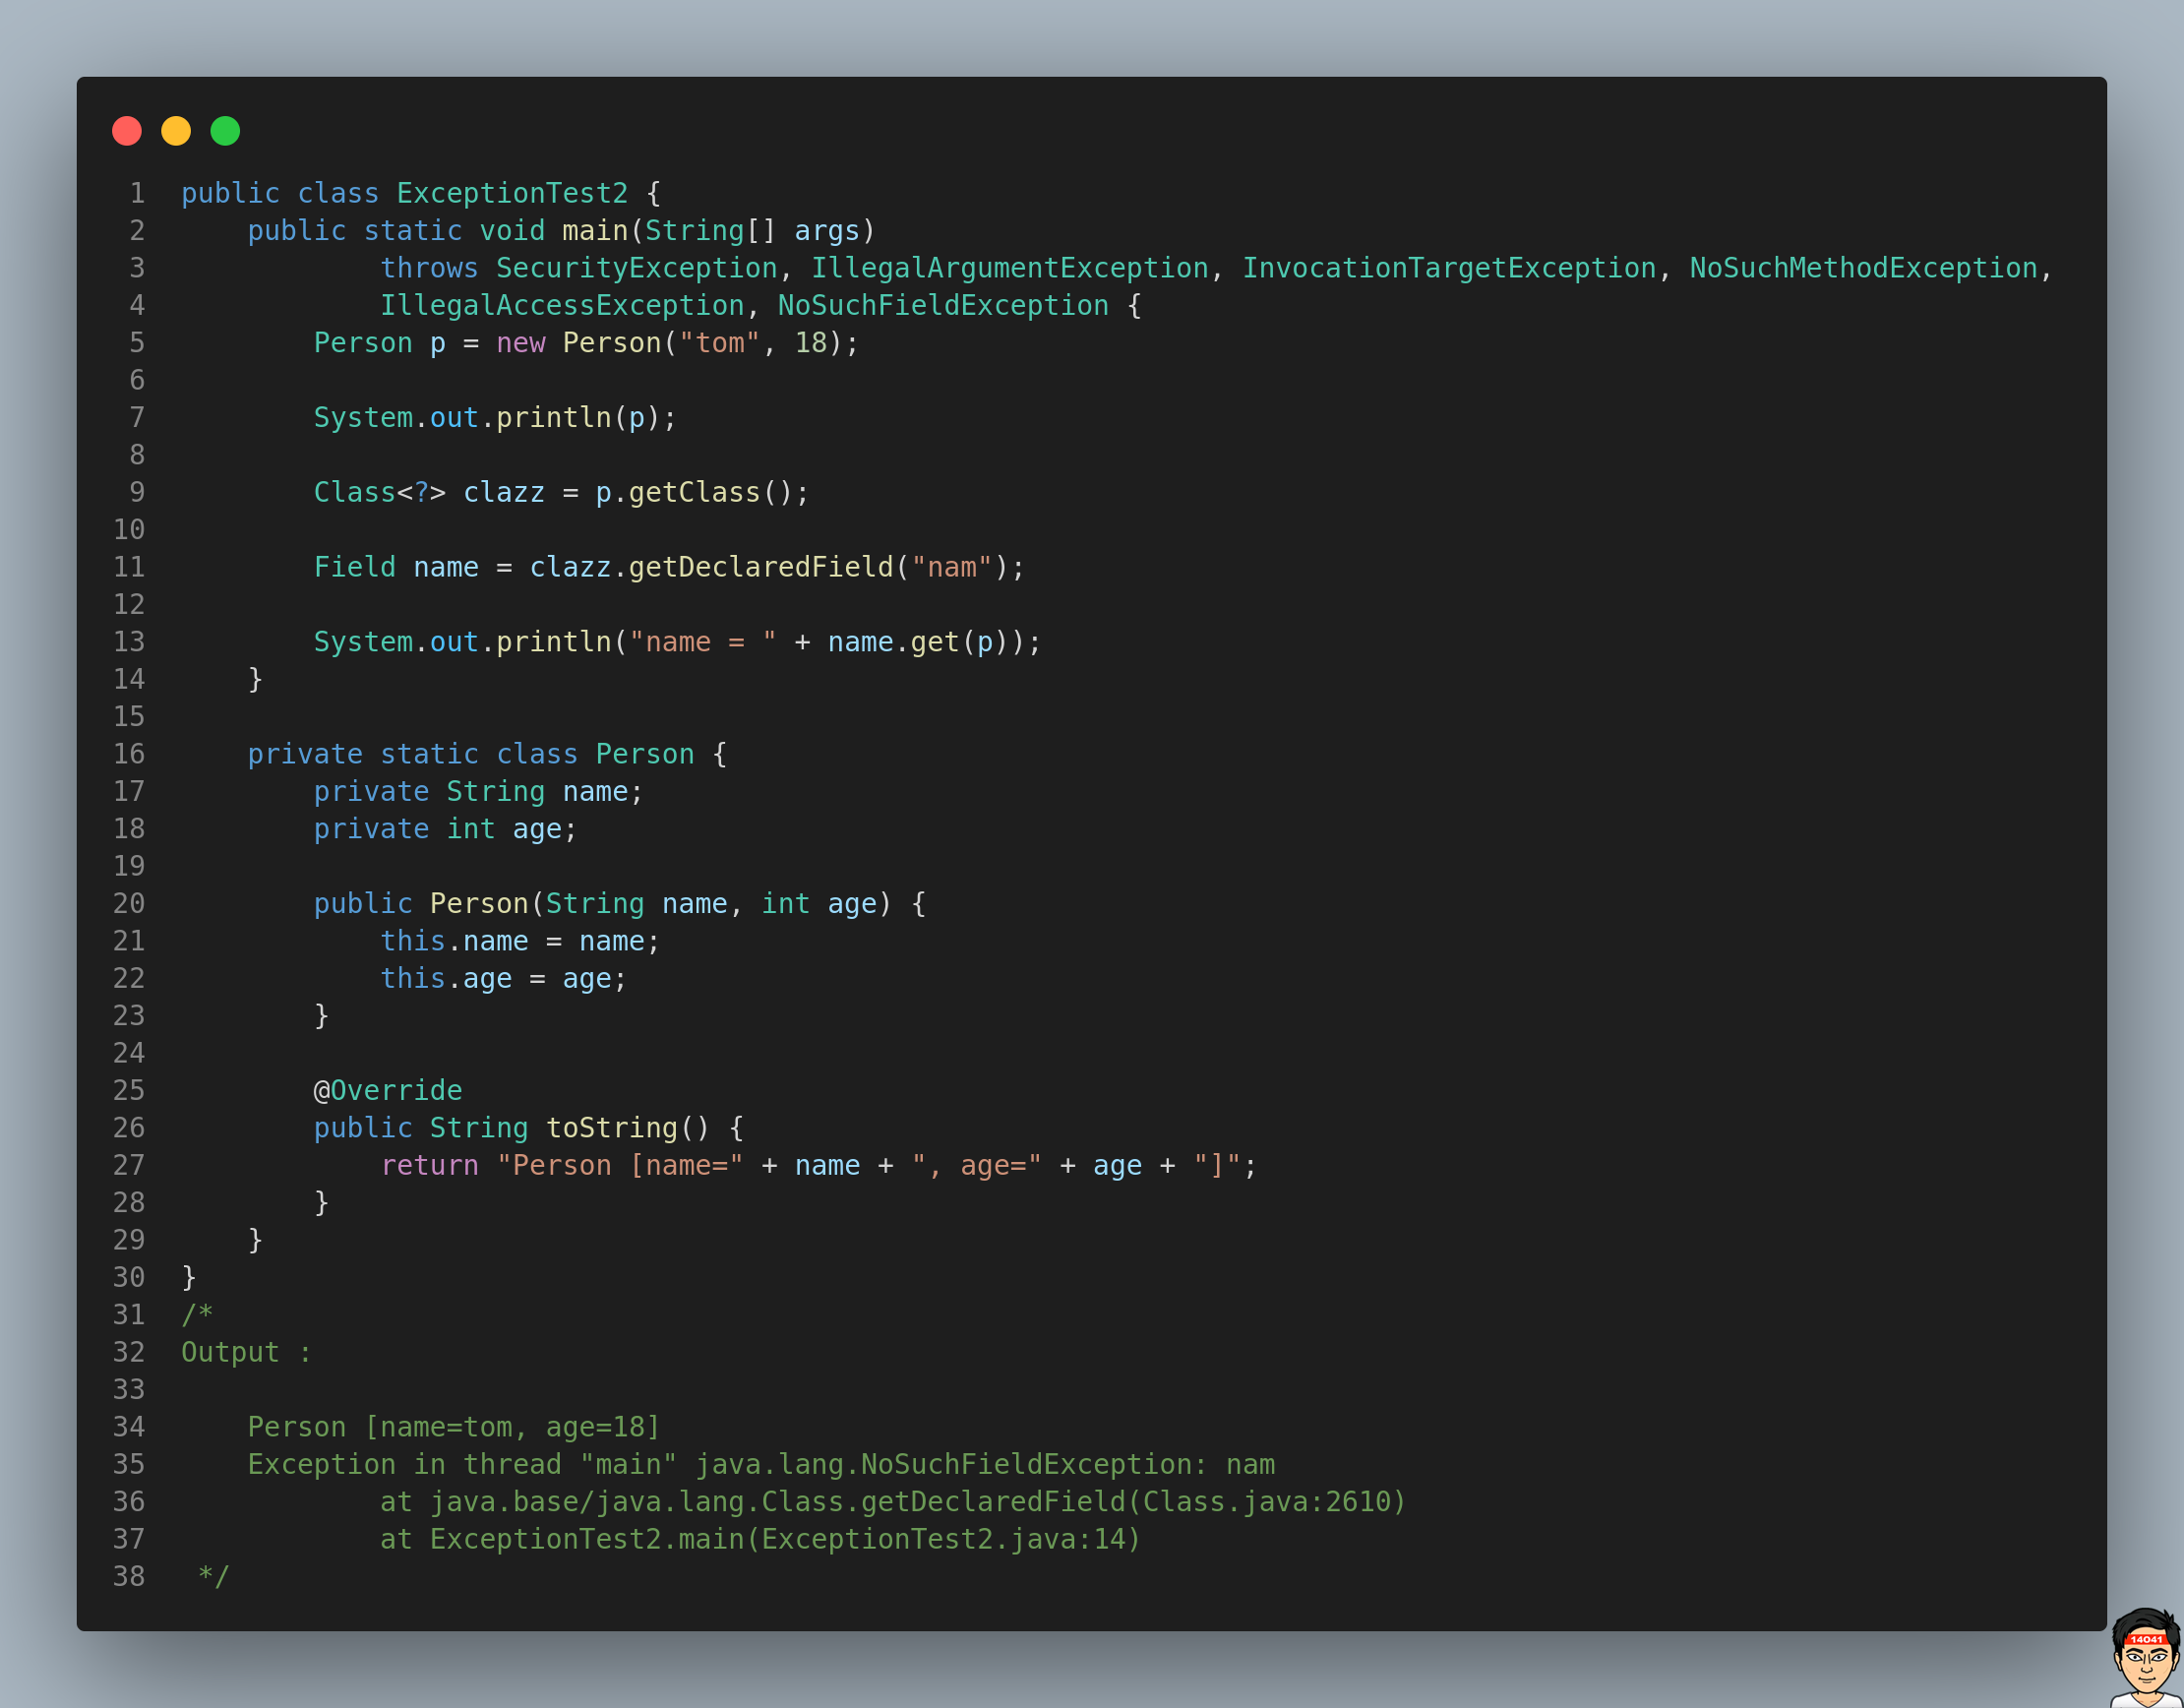 1 public class ExceptionTest2 {
2 public static void main(String[] args)
3 throws SecurityException, IllegalArgumentException, InvocationTargetException, NoSuchMethodException,
4 IllegalAccessException, NoSuchFieldException {
5 Person p = new Person("tom", 18);
6
7 System.out.println(p);
8
9 Class<?> clazz = p.getClass();
10
11 Field name = clazz.getDeclaredField("nam");
12
13 System.out.println("name = " + name.get(p));
14 }
15
16 private static class Person {
17 private String name;
18 private int age;
19
20 public Person(String name, int age) {
21 this.name = name;
22 this.age = age;
23 }
24
25 @Override
26 public String toString() {
27 return "Person [name=" + name + ", age=" + age + "]";
28 }
29 }
30 }
31 /*
32 Output :
33
34 Person [name=tom, age=18]
35 Exception in thread "main" java.lang.NoSuchFieldException: nam
36 at java.base/java.lang.Class.getDeclaredField(Class.java:2610)
37 at ExceptionTest2.main(ExceptionTest2.java:14)
38 */
14041